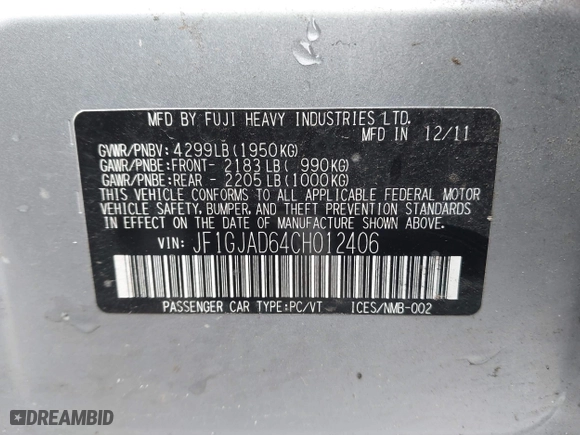 MFD BY FUJI HEAVY INDUSTRIES LTD.
MFD IN 12/11
GVWR/PNBV: 4299LB(1950KG)
GAWR/PNBE:FRONT- 2183LB( 990KG)
GAWR/PNBE:REAR - 2205LB(1000KG)
THIS VEHICLE CONFORMS TO ALL APPLICABLE FEDERAL MOTOR
VEHICLE SAFETY, BUMPER, AND THEFT PREVENTION STANDARDS
IN EFFECT ON THE DATE OF MANUFACTURE SHOWN ABOVE.
VIN: JF1GJAD64CH012406
PASSENGER CAR TYPE:PC/VT ICES/NMB-002
DREAMBID